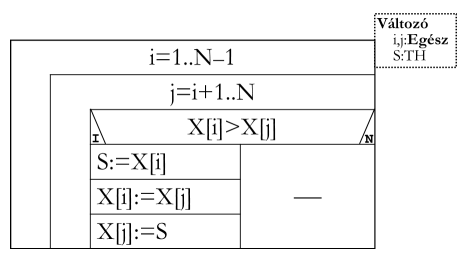 Változó
i,j:Egész
S:TH
i=1..N–1
j=i+1..N
X[i]>X[j]
I
N
S:=X[i]
X[i]:=X[j]
—
X[j]:=S